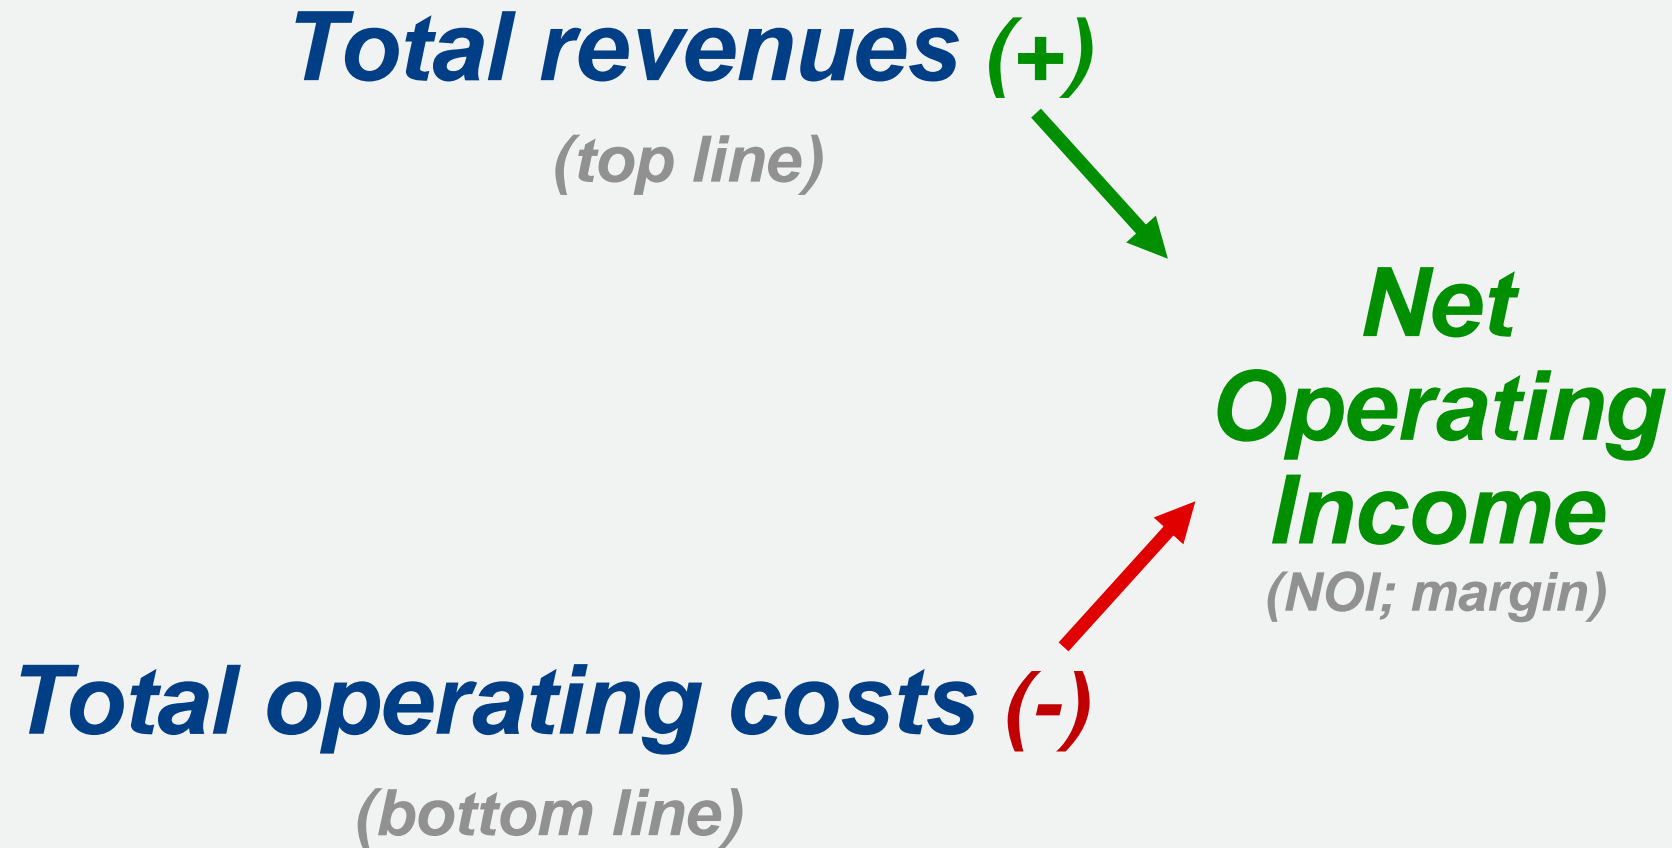 Total revenues (+)
(top line)
Net
Operating
Income
(NOI; margin)
Total operating costs (-)
(bottom line)